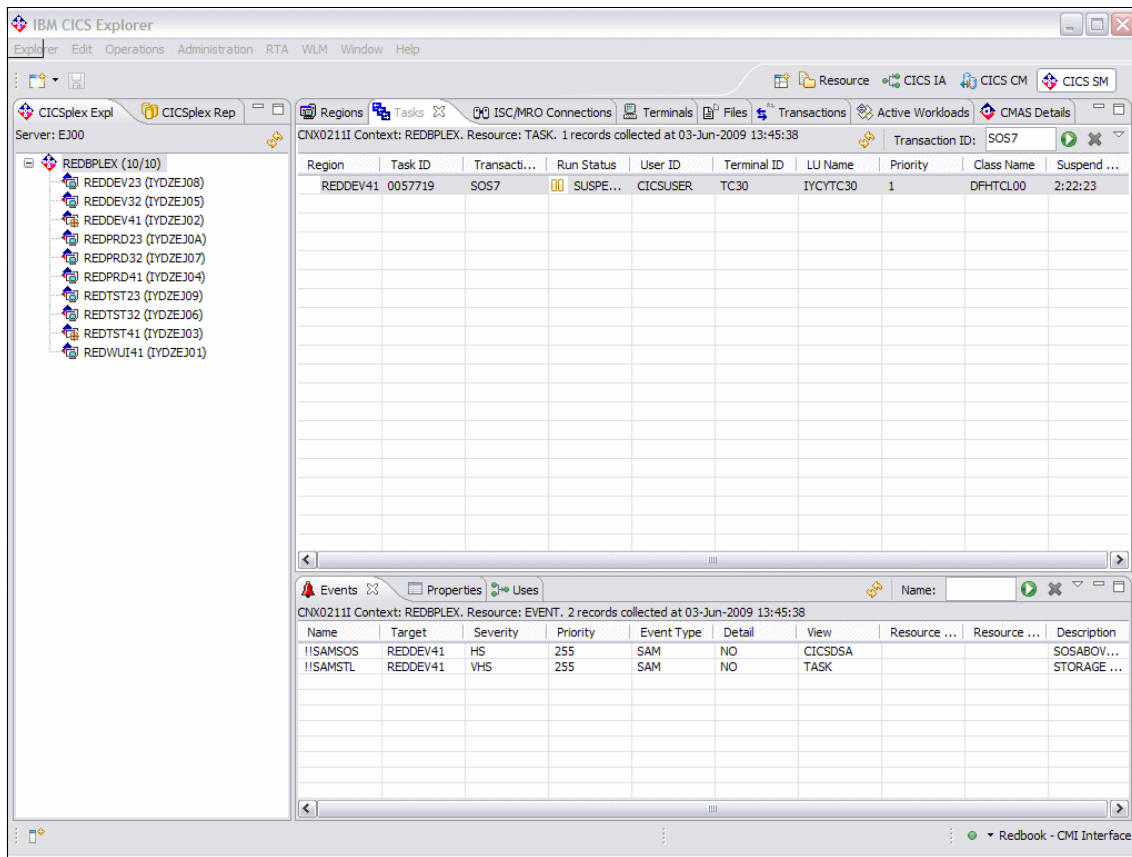 IBM CICS Explorer
Explorer Edit Operations Administration RTA WLM Window Help
Resource CICS IA CICS CM CICS SM
CICSplex Expl CICSplex Rep
Server: EJ00
REDBPLEX (10/10)
REDDEV23 (IYDZEJ08)
REDDEV32 (IYDZEJ05)
REDDEV41 (IYDZEJ02)
REDPRD23 (IYDZEJ0A)
REDPRD32 (IYDZEJ07)
REDPRD41 (IYDZEJ04)
REDTST23 (IYDZEJ09)
REDTST32 (IYDZEJ06)
REDTST41 (IYDZEJ03)
REDWUI41 (IYDZEJ01)
Regions Tasks ISC/MRO Connections Terminals Files Transactions Active Workloads CMAS Details
CNX0211I Context: REDBPLEX. Resource: TASK. 1 records collected at 03-Jun-2009 13:45:38 Transaction ID: SOS7
Region Task ID Transacti... Run Status User ID Terminal ID LU Name Priority Class Name Suspend ...
REDDEV41 0057719 SOS7 SUSPE... CICSUSER TC30 IYCYTC30 1 DFHTCL00 2:22:23
Events Properties Uses Name:
CNX0211I Context: REDBPLEX. Resource: EVENT. 2 records collected at 03-Jun-2009 13:45:38
Name Target Severity Priority Event Type Detail View Resource ... Resource ... Description
!!SAMSOS REDDEV41 HS 255 SAM NO CICSDSA SOSABOV...
!!SAMSTL REDDEV41 VHS 255 SAM NO TASK STORAGE ...
Redbook - CMI Interface